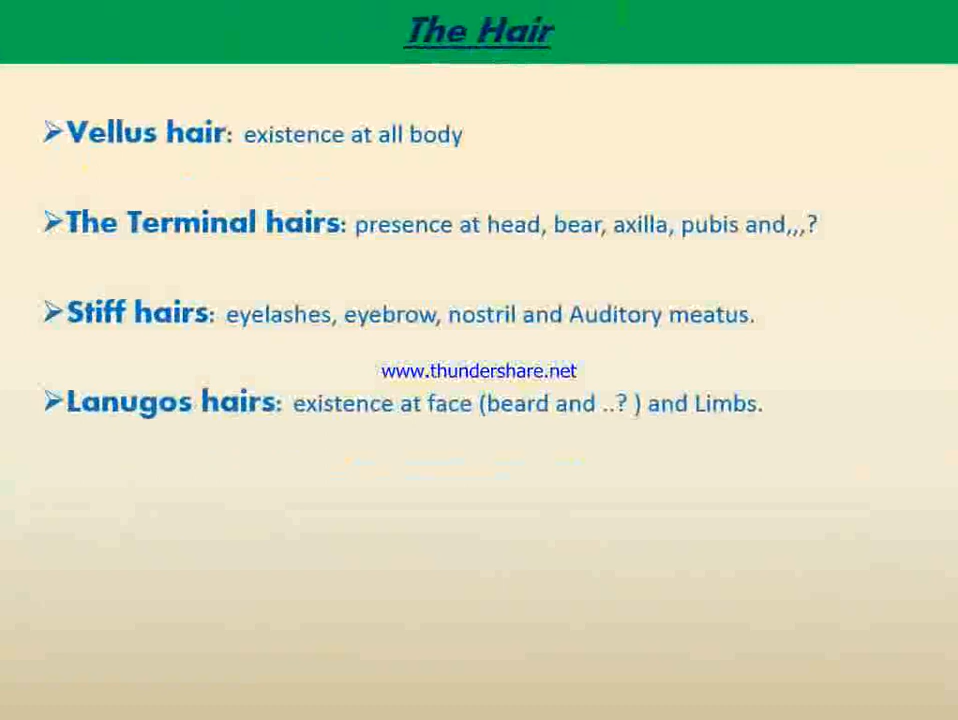 The Hair
➢Vellus hair: existence at all body
➢The Terminal hairs: presence at head, bear, axilla, pubis and,,,?
➢Stiff hairs: eyelashes, eyebrow, nostril and Auditory meatus.
www.thundershare.net
➢Lanugos hairs: existence at face (beard and ..? ) and Limbs.